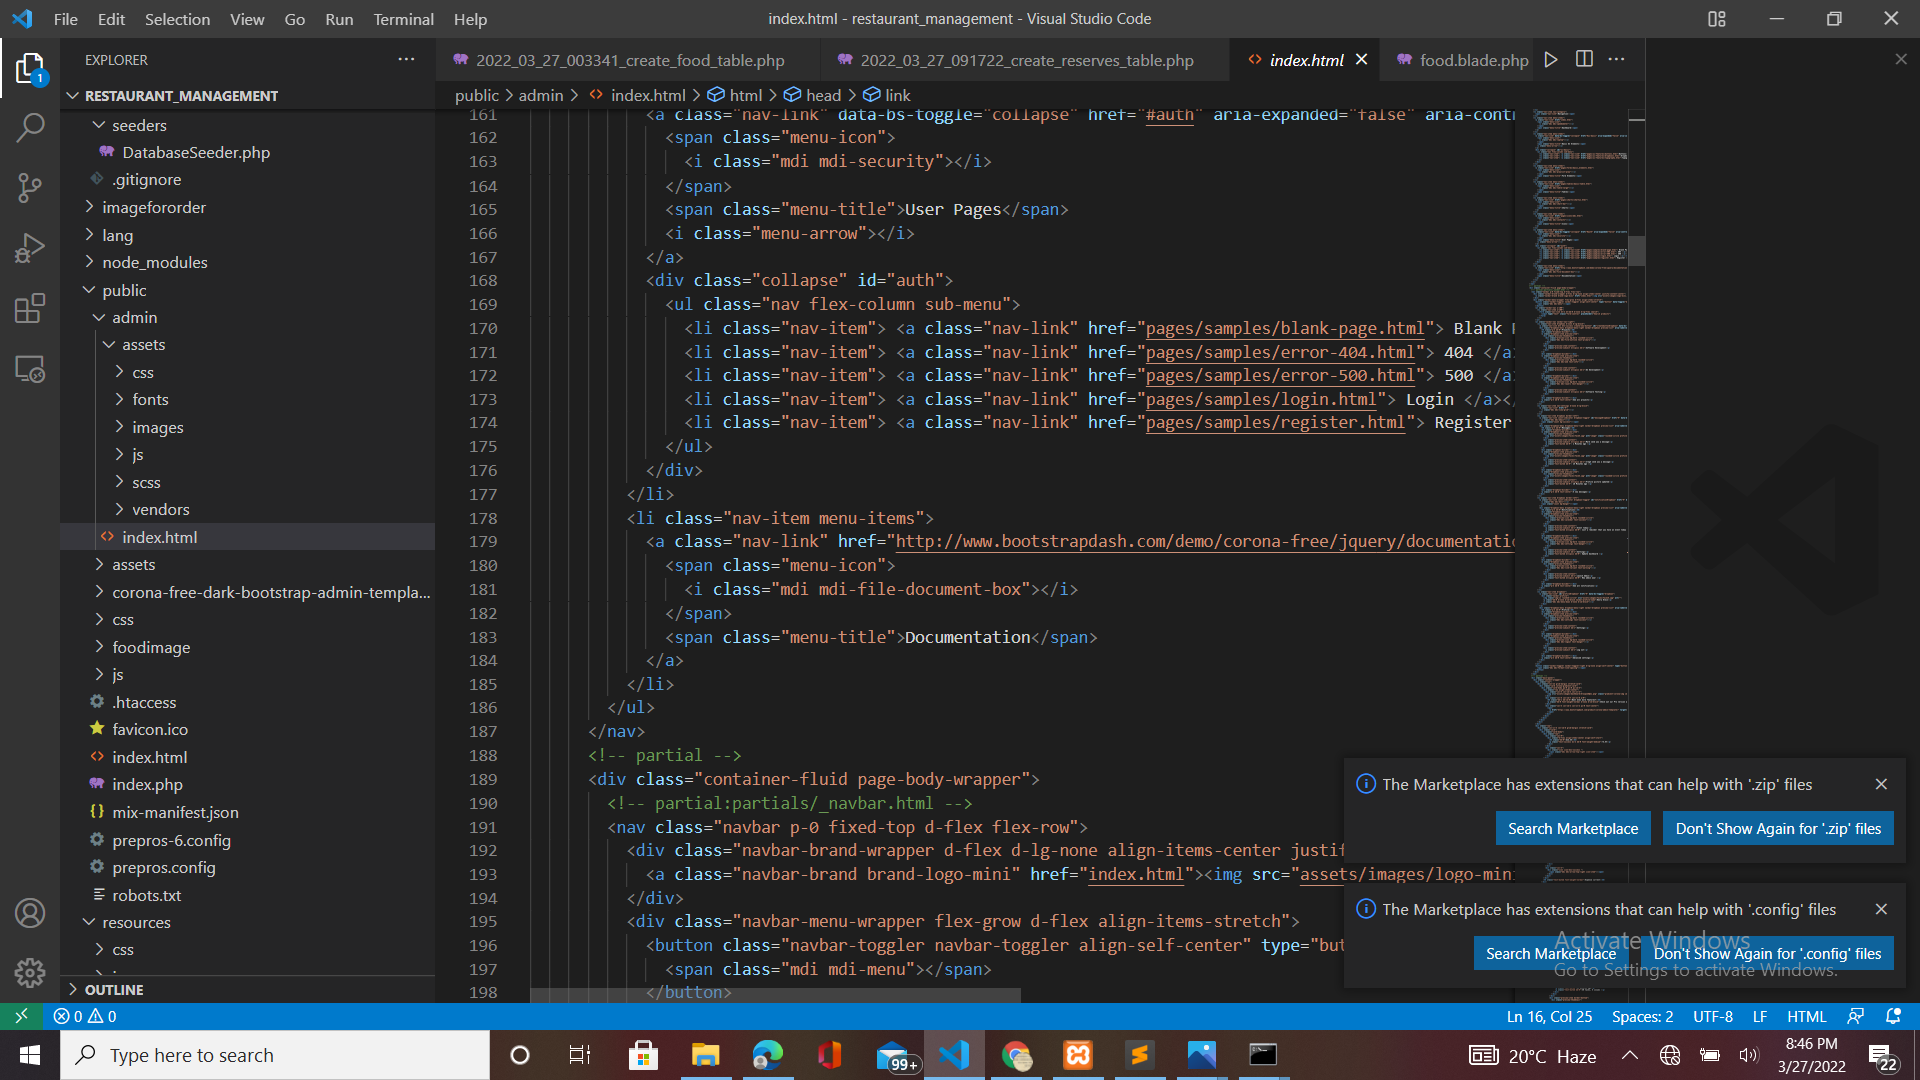 File Edit Selection View Go Run Terminal Help
index.html - restaurant_management - Visual Studio Code
EXPLORER
RESTAURANT_MANAGEMENT
seeders
DatabaseSeeder.php
.gitignore
imagefororder
lang
node_modules
public
admin
assets
css
fonts
images
js
scss
vendors
index.html
assets
corona-free-dark-bootstrap-admin-templa...
css
foodimage
js
.htaccess
favicon.ico
index.html
index.php
mix-manifest.json
prepros-6.config
prepros.config
robots.txt
resources
css
OUTLINE
1
2022_03_27_003341_create_food_table.php
2022_03_27_091722_create_reserves_table.php
index.html
food.blade.php
public > admin > index.html > html > head > link
161 <a class="nav-link" data-bs-toggle="collapse" href="#auth" aria-expanded="false" aria-contr
162 <span class="menu-icon">
163 <i class="mdi mdi-security"></i>
164 </span>
165 <span class="menu-title">User Pages</span>
166 <i class="menu-arrow"></i>
167 </a>
168 <div class="collapse" id="auth">
169 <ul class="nav flex-column sub-menu">
170 <li class="nav-item"> <a class="nav-link" href="pages/samples/blank-page.html"> Blank
171 <li class="nav-item"> <a class="nav-link" href="pages/samples/error-404.html"> 404 </a>
172 <li class="nav-item"> <a class="nav-link" href="pages/samples/error-500.html"> 500 </a>
173 <li class="nav-item"> <a class="nav-link" href="pages/samples/login.html"> Login </a></
174 <li class="nav-item"> <a class="nav-link" href="pages/samples/register.html"> Register
175 </ul>
176 </div>
177 </li>
178 <li class="nav-item menu-items">
179 <a class="nav-link" href="http://www.bootstrapdash.com/demo/corona-free/jquery/documentatio
180 <span class="menu-icon">
181 <i class="mdi mdi-file-document-box"></i>
182 </span>
183 <span class="menu-title">Documentation</span>
184 </a>
185 </li>
186 </ul>
187 </nav>
188 <!-- partial -->
189 <div class="container-fluid page-body-wrapper">
190 <!-- partial:partials/_navbar.html -->
191 <nav class="navbar p-0 fixed-top d-flex flex-row">
192 <div class="navbar-brand-wrapper d-flex d-lg-none align-items-center justif
193 <a class="navbar-brand brand-logo-mini" href="index.html"><img src="assets/images/logo-mini
194 </div>
195 <div class="navbar-menu-wrapper flex-grow d-flex align-items-stretch">
196 <button class="navbar-toggler navbar-toggler align-self-center" type="but
197 <span class="mdi mdi-menu"></span>
198 </button>
The Marketplace has extensions that can help with '.zip' files
Search Marketplace
Don't Show Again for '.zip' files
The Marketplace has extensions that can help with '.config' files
Search Marketplace
Don't Show Again for '.config' files
Activate Windows
Go to Settings to activate Windows.
0 0
Ln 16, Col 25 Spaces: 2 UTF-8 LF HTML
Type here to search
99+
20°C Haze
8:46 PM
3/27/2022
22